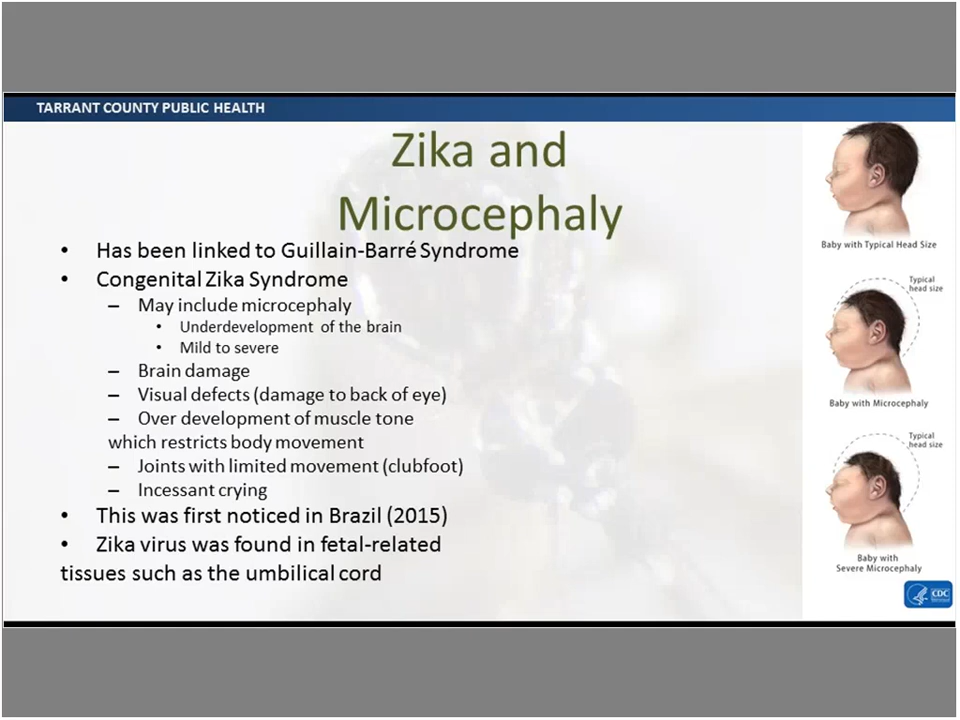 TARRANT COUNTY PUBLIC HEALTH
Zika and
Microcephaly
• Has been linked to Guillain-Barré Syndrome
• Congenital Zika Syndrome
– May include microcephaly
• Underdevelopment of the brain
• Mild to severe
– Brain damage
– Visual defects (damage to back of eye)
– Over development of muscle tone
which restricts body movement
– Joints with limited movement (clubfoot)
– Incessant crying
• This was first noticed in Brazil (2015)
• Zika virus was found in fetal-related
tissues such as the umbilical cord
Baby with Typical Head Size
Typical
head size
Baby with Microcephaly
Typical
head size
Baby with
Severe Microcephaly
CDC